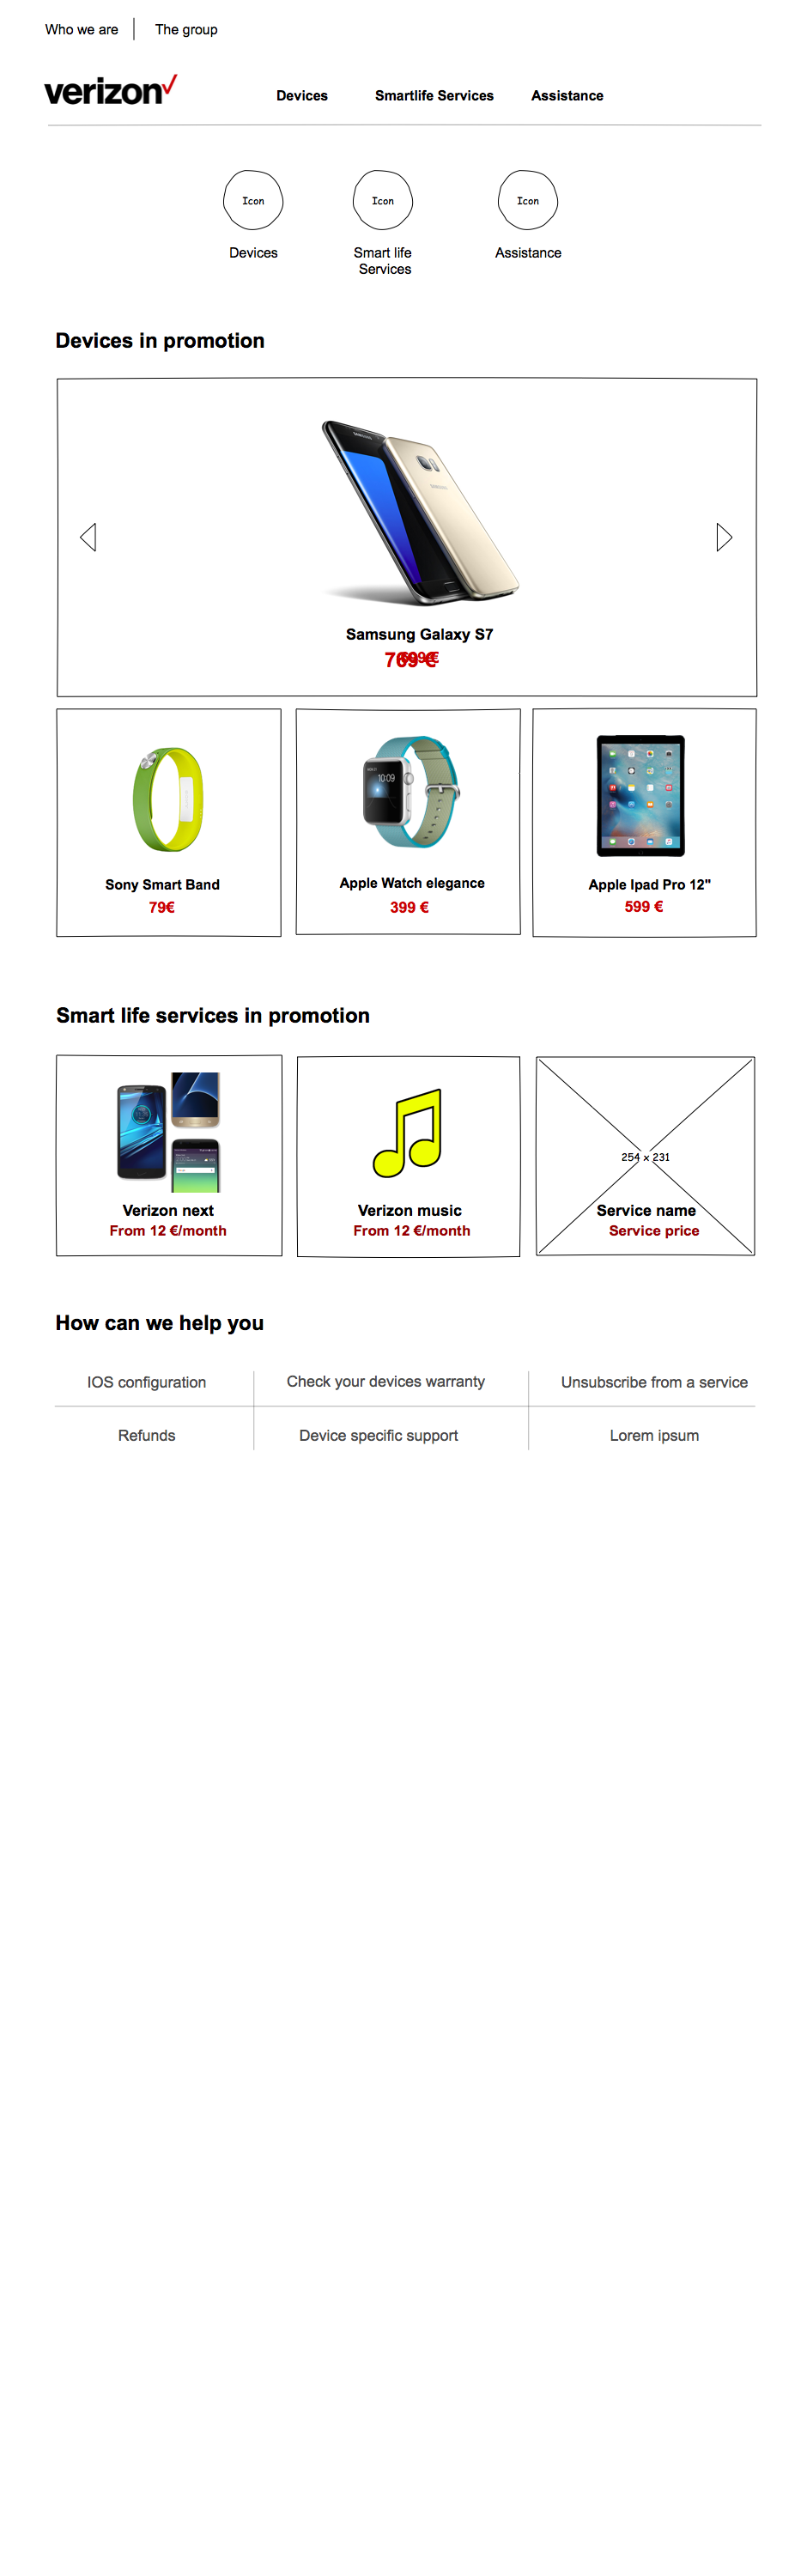 Who we are
The group
verizon
Devices
Smartlife Services
Assistance
Icon
Icon
Icon
Devices
Smart life
Services
Assistance
Devices in promotion
SAMSUNG
SAMSUNG
Samsung Galaxy S7
10:09
Sony Smart Band
79€
Apple Watch elegance
399 €
Apple Ipad Pro 12"
599 €
Smart life services in promotion
254 x 231
Verizon next
From 12 €/month
Verizon music
From 12 €/month
Service name
Service price
How can we help you
IOS configuration
Check your devices warranty
Unsubscribe from a service
Refunds
Device specific support
Lorem ipsum